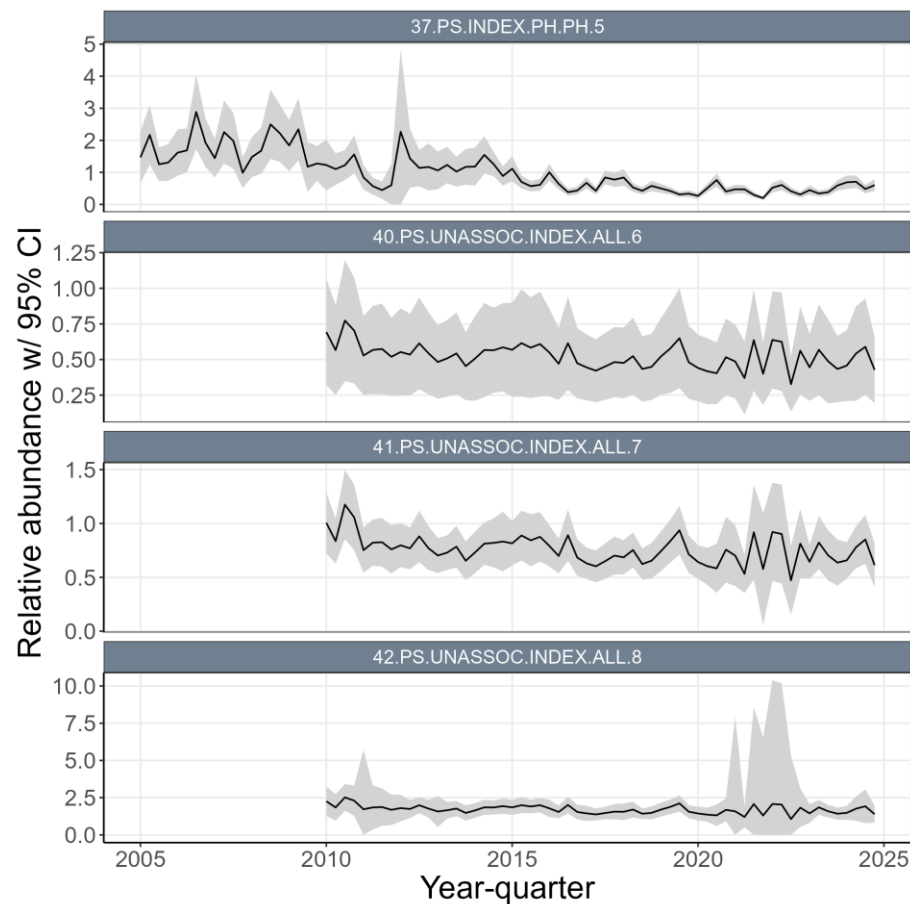 37.PS.INDEX.PH.PH.5
5
4
3
2
1
0
40.PS.UNASSOC.INDEX.ALL.6
1.25
1.00
0.75
0.50
0.25
41.PS.UNASSOC.INDEX.ALL.7
1.5
1.0
0.5
0.0
42.PS.UNASSOC.INDEX.ALL.8
10.0
7.5
5.0
2.5
0.0
Relative abundance w/ 95% CI
2005 2010 2015 2020 2025
Year-quarter